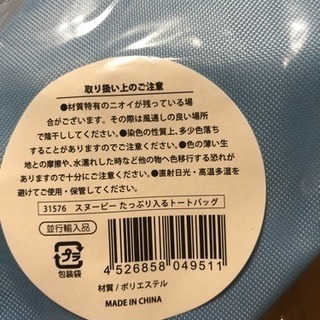 取り扱い上のご注意
●材質特有のニオイが残っている場
合がございます。その際は風通しの良い場所
で陰干ししてください。●染色の性質上、多少色落ち
することがありますのでご注意ください。●色の薄い生
地との摩擦や、水濡れした時など他の物へ色移行する恐れが
ありますので十分にご注意ください。●直射日光・高温多湿を
避けてご使用・保管してください。
31576 スヌーピー たっぷり入るトートバッグ
並行輸入品
プラ
包装袋
4 526858 049511
材質/ポリエステル
MADE IN CHINA